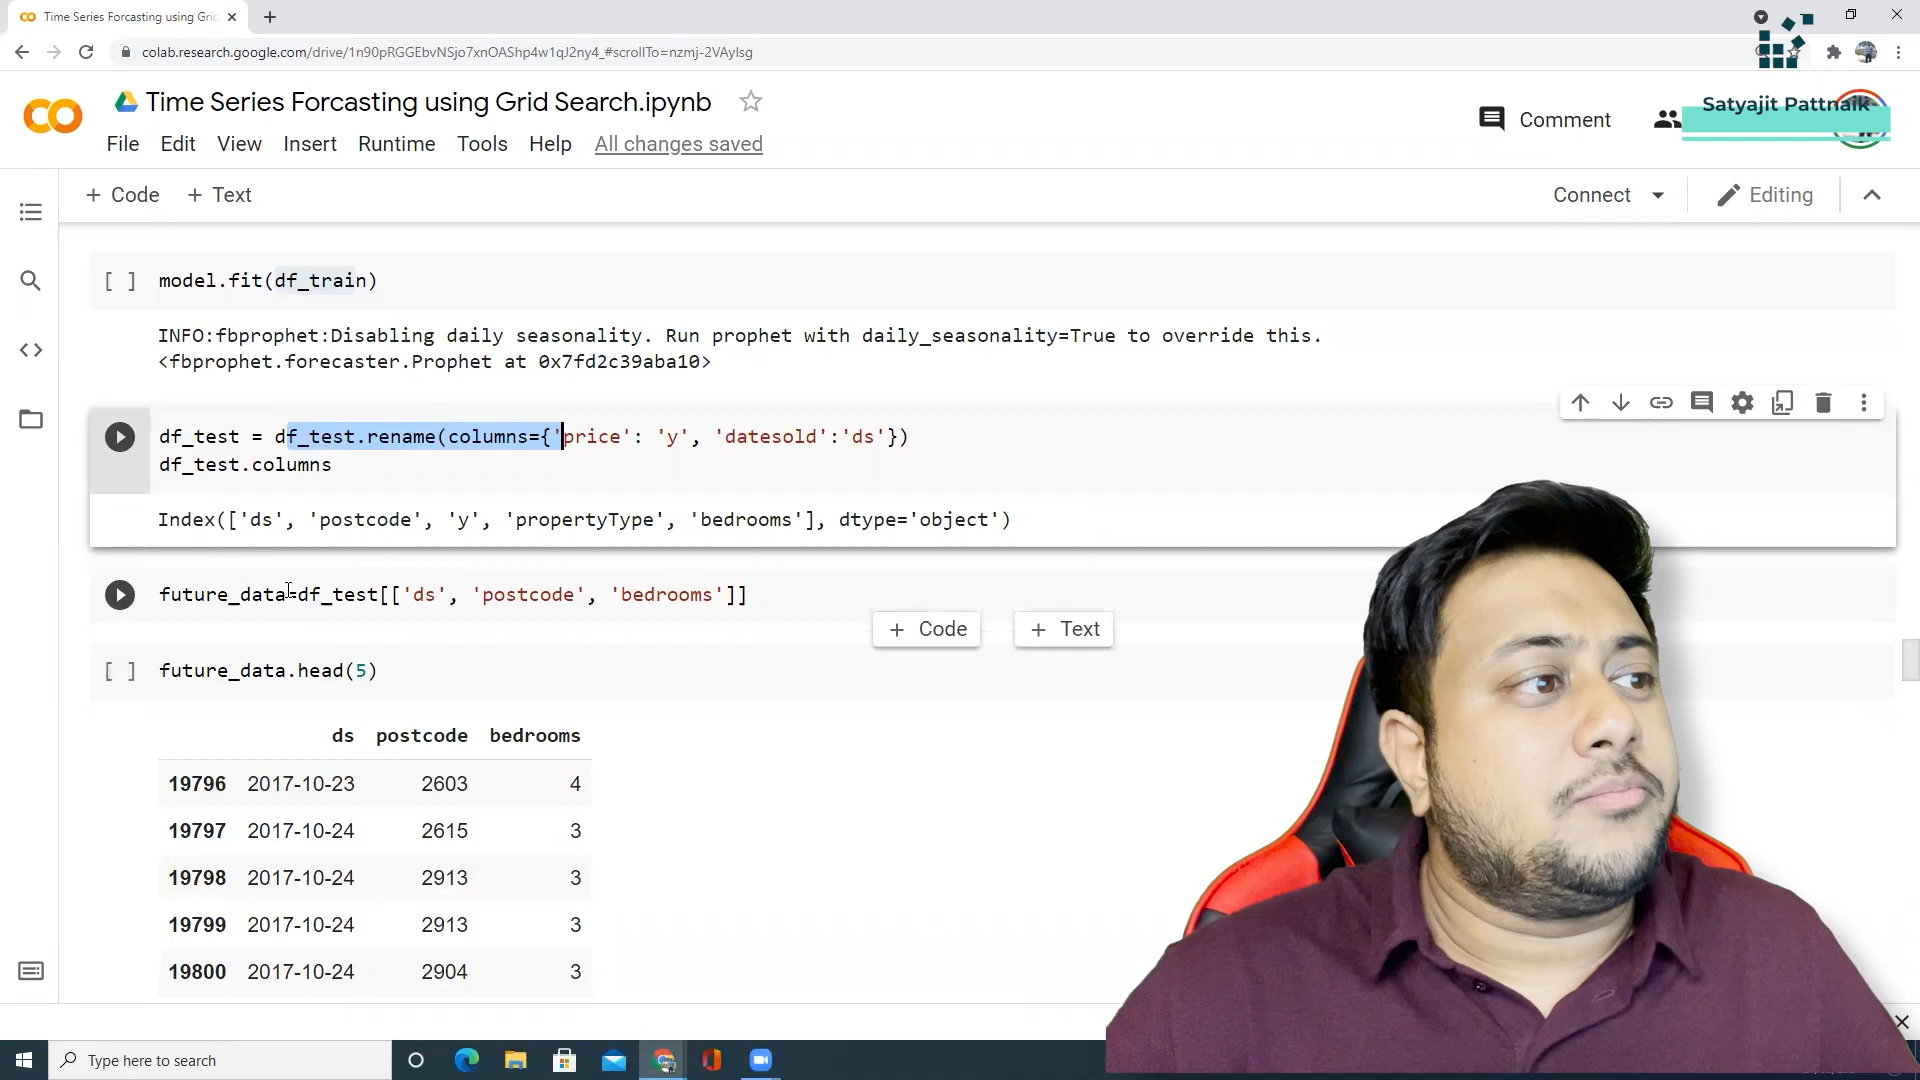 Time Series Forcasting using Gri
colab.research.google.com/drive/1n90pRGGEbvNSjo7xnOAShp4w1qJ2ny4_#scrollTo=nzmj-2VAyIsg
Time Series Forcasting using Grid Search.ipynb
Satyajit Pattnaik
Comment
File Edit View Insert Runtime Tools Help All changes saved
+ Code + Text
Connect
Editing
[ ] model.fit(df_train)
INFO:fbprophet:Disabling daily seasonality. Run prophet with daily_seasonality=True to override this.
<fbprophet.forecaster.Prophet at 0x7fd2c39aba10>
df_test = df_test.rename(columns={'price': 'y', 'datesold':'ds'})
df_test.columns
Index(['ds', 'postcode', 'y', 'propertyType', 'bedrooms'], dtype='object')
future_data=df_test[['ds', 'postcode', 'bedrooms']]
+ Code + Text
[ ] future_data.head(5)
ds postcode bedrooms
19796 2017-10-23 2603 4
19797 2017-10-24 2615 3
19798 2017-10-24 2913 3
19799 2017-10-24 2913 3
19800 2017-10-24 2904 3
Type here to search